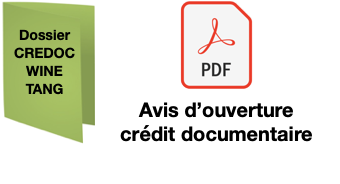 Dossier
CREDOC
WINE
TANG
PDF
Avis d’ouverture
crédit documentaire